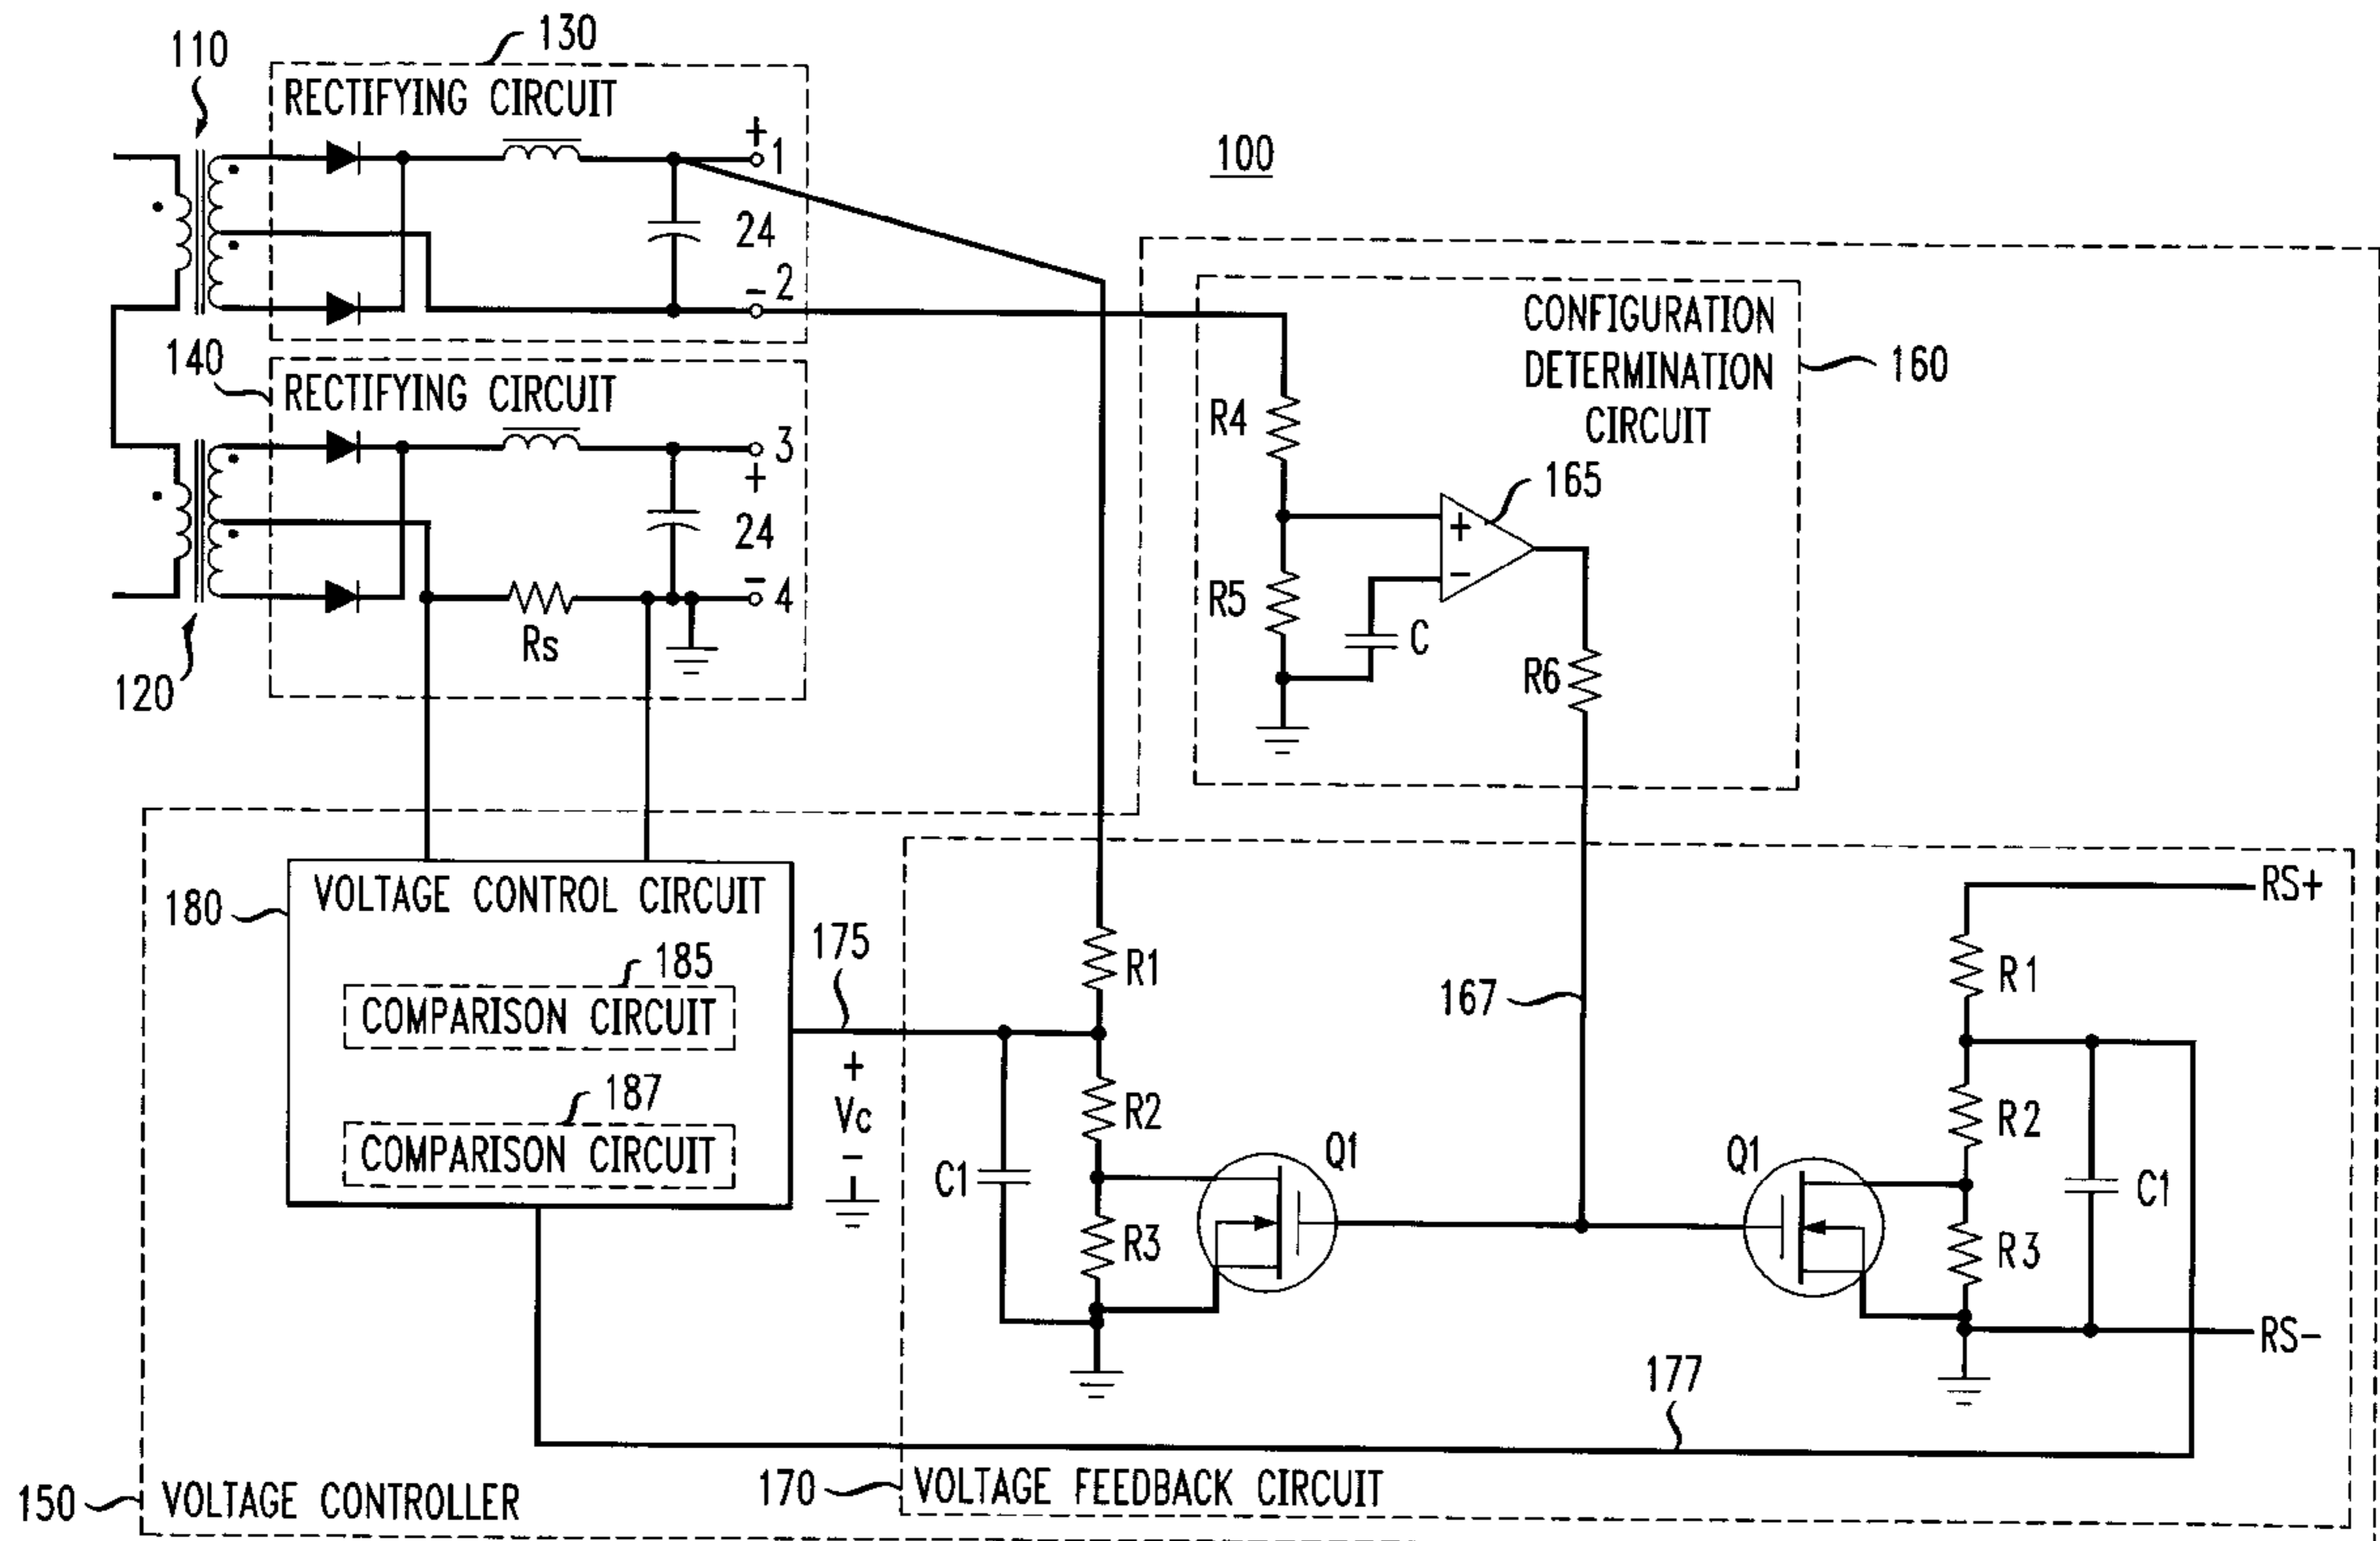 110
130
RECTIFYING CIRCUIT
+
1
24
-
2
100
140
RECTIFYING CIRCUIT
3
+
24
-
4
Rs
120
CONFIGURATION
DETERMINATION
CIRCUIT
160
R4
165
+
-
R5
C
R6
180
VOLTAGE CONTROL CIRCUIT
185
COMPARISON CIRCUIT
187
COMPARISON CIRCUIT
175
+
Vc
-
R1
R2
C1
R3
Q1
167
Q1
RS+
R1
R2
R3
C1
RS-
177
150
VOLTAGE CONTROLLER
170
VOLTAGE FEEDBACK CIRCUIT